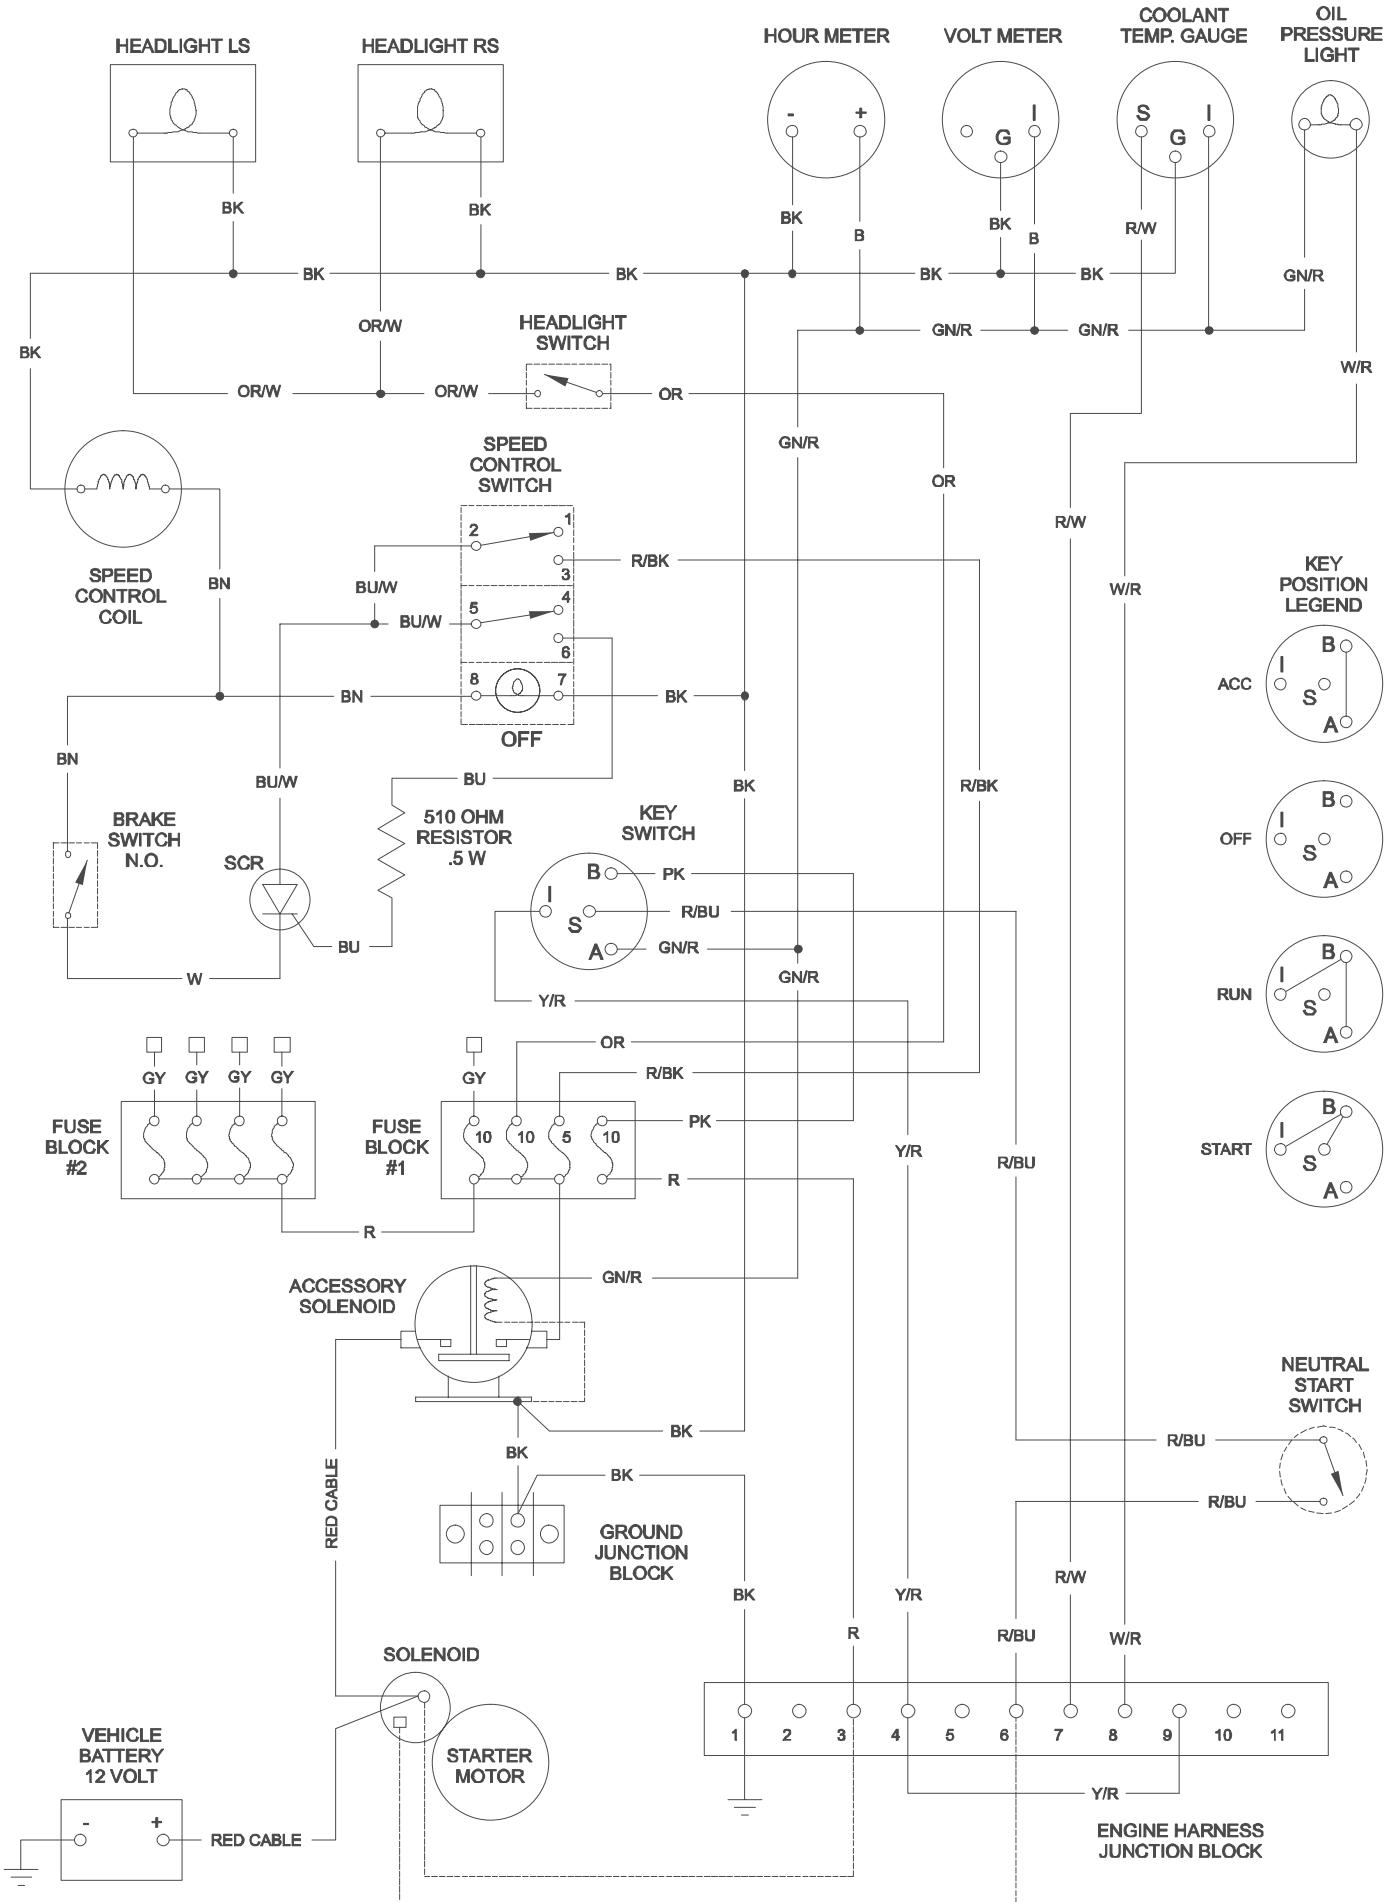 HEADLIGHT LS
HEADLIGHT RS
HOUR METER
VOLT METER
COOLANT
TEMP. GAUGE
OIL
PRESSURE
LIGHT
- +
G I
S G I
BK
BK
BK
B
BK
B
R/W
GN/R
BK
BK
BK
BK
BK
OR/W
HEADLIGHT
SWITCH
GN/R
GN/R
W/R
OR/W
OR/W
OR
GN/R
OR
R/W
W/R
SPEED
CONTROL
SWITCH
2
1
3
5
4
6
8
7
OFF
R/BK
BU/W
BU/W
SPEED
CONTROL
COIL
BN
BN
BK
BN
BU/W
BU
BK
R/BK
BRAKE
SWITCH
N.O.
SCR
510 OHM
RESISTOR
.5 W
BU
W
KEY
SWITCH
B
I
S
A
PK
R/BU
GN/R
GN/R
Y/R
KEY
POSITION
LEGEND
ACC
B
I
S
A
OFF
B
I
S
A
RUN
B
I
S
A
START
B
I
S
A
OR
R/BK
GY
GY
GY
GY
GY
FUSE
BLOCK
#2
FUSE
BLOCK
#1
10
10
5
10
PK
R
R
Y/R
R/BU
ACCESSORY
SOLENOID
GN/R
BK
BK
BK
RED CABLE
GROUND
JUNCTION
BLOCK
NEUTRAL
START
SWITCH
R/BU
R/BU
BK
R
Y/R
R/BU
R/W
W/R
SOLENOID
STARTER
MOTOR
VEHICLE
BATTERY
12 VOLT
- +
RED CABLE
1 2 3 4 5 6 7 8 9 10 11
Y/R
ENGINE HARNESS
JUNCTION BLOCK